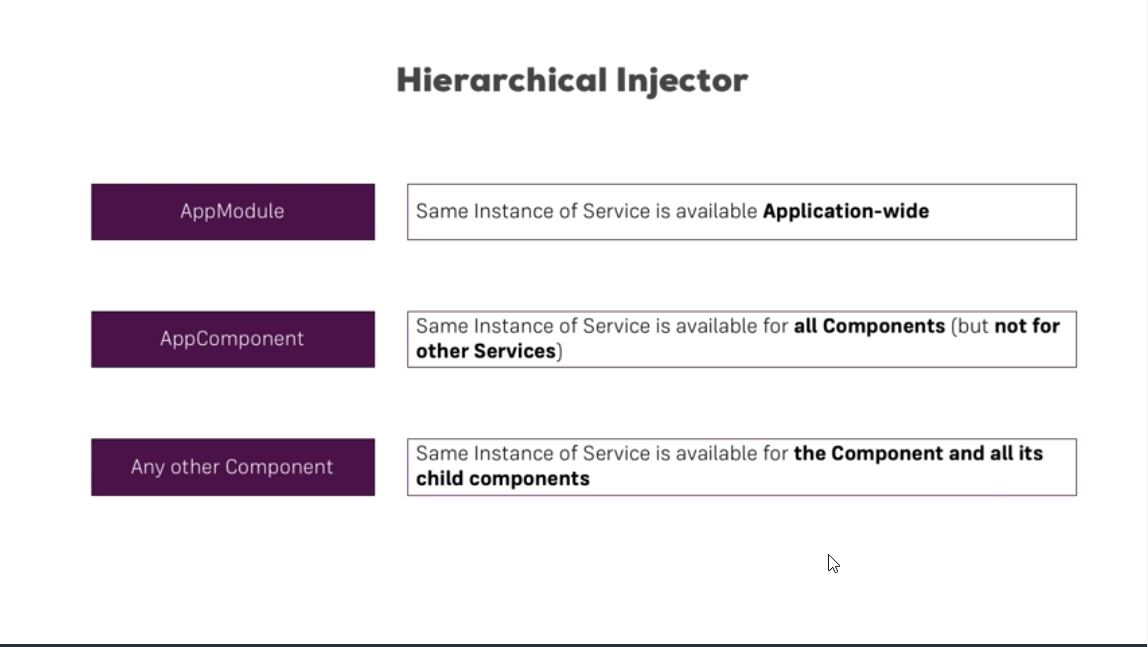 Hierarchical Injector
AppModule
Same Instance of Service is available Application-wide
AppComponent
Same Instance of Service is available for all Components (but not for
other Services)
Any other Component
Same Instance of Service is available for the Component and all its
child components